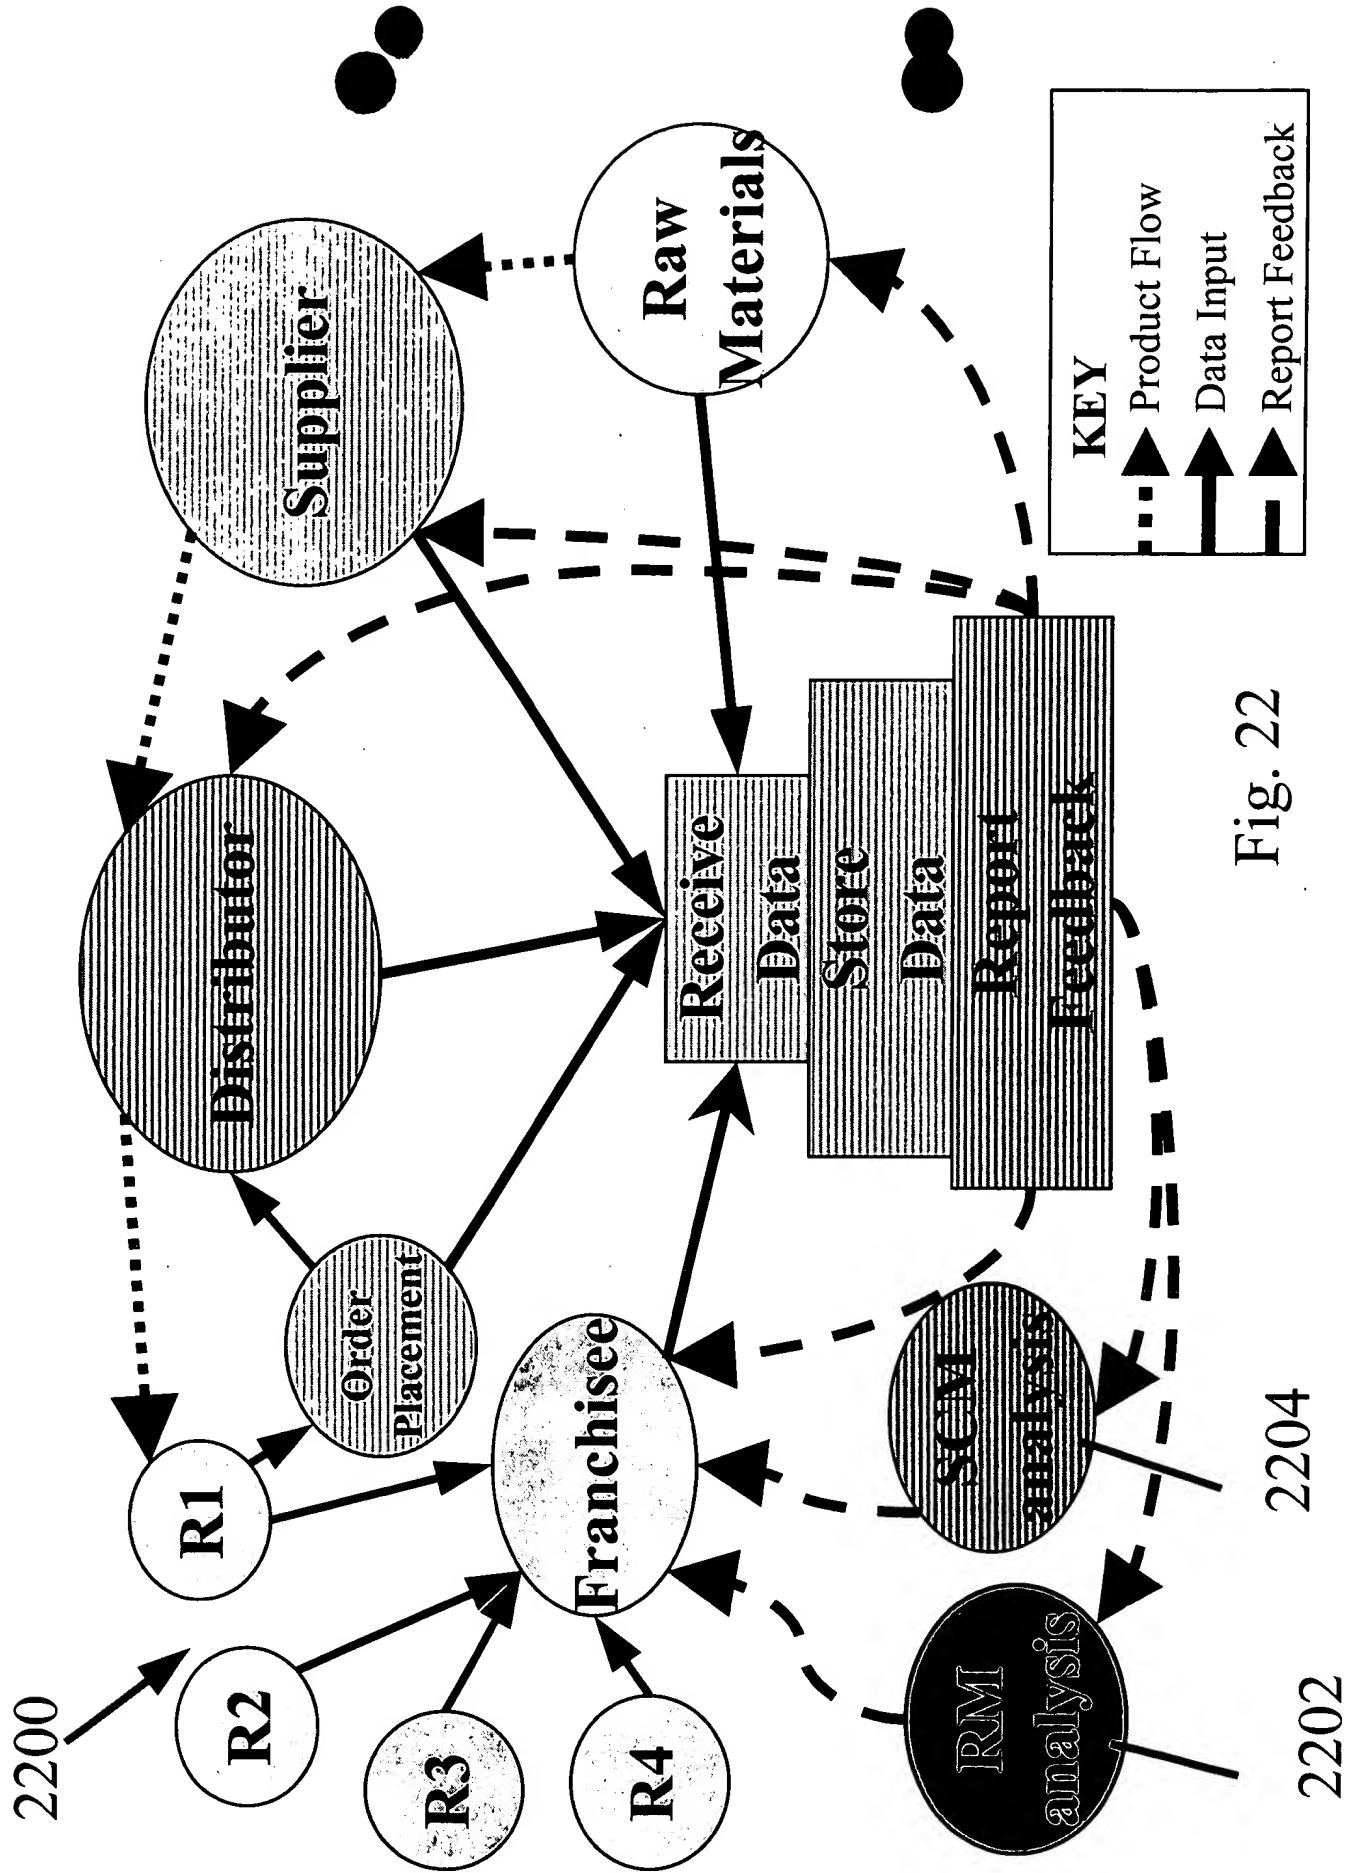 2200
R1
R2
R3
R4
Order
Placement
Distributor
Supplier
Franchisee
Raw
Materials
Receive
Data
Store
Data
Report
Feedback
RM
analysis
SCM
analysis
2202
2204
KEY
Product Flow
Data Input
Report Feedback
Fig. 22